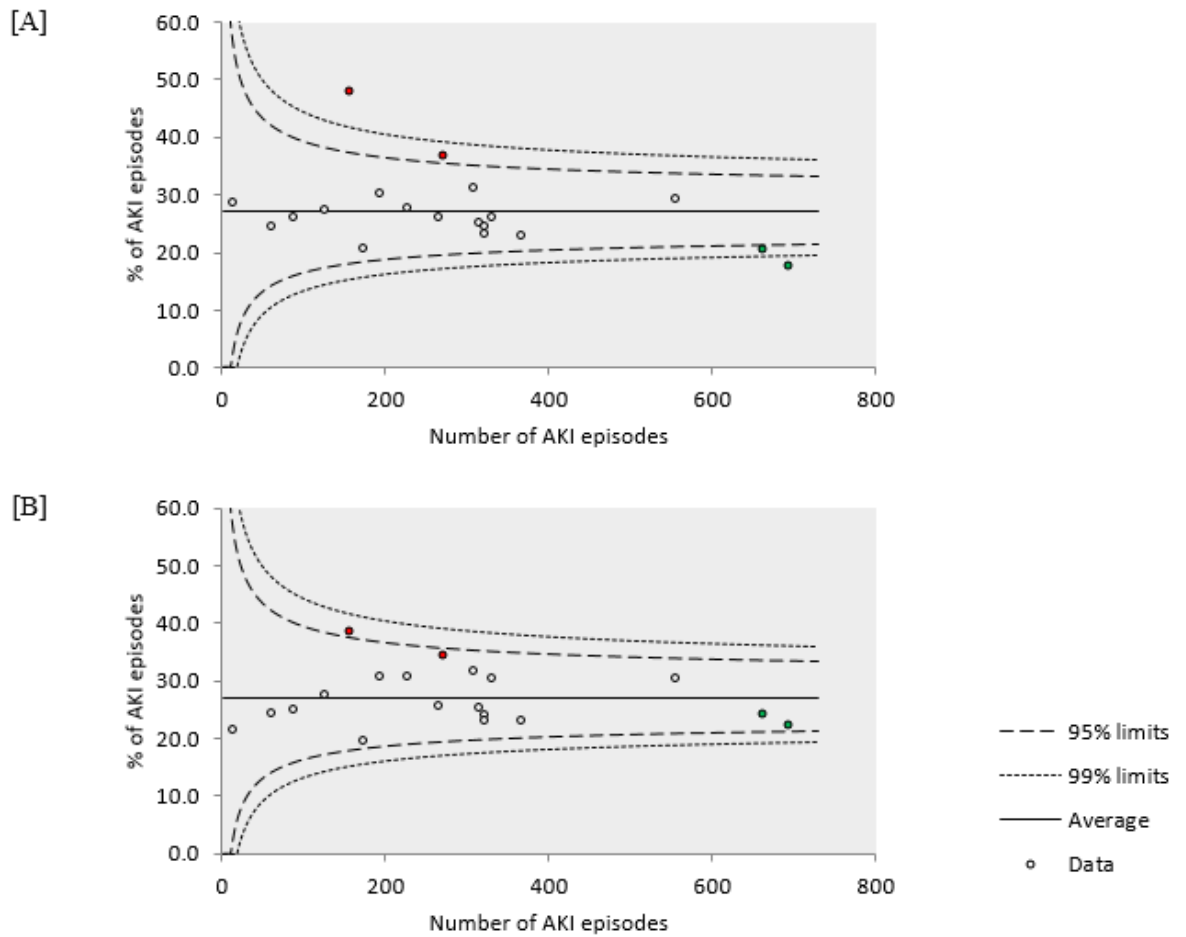 [A]
60.0
50.0
40.0
30.0
20.0
10.0
0.0
% of AKI episodes
0 200 400 600 800
Number of AKI episodes
[B]
60.0
50.0
40.0
30.0
20.0
10.0
0.0
% of AKI episodes
0 200 400 600 800
Number of AKI episodes
95% limits
99% limits
Average
Data